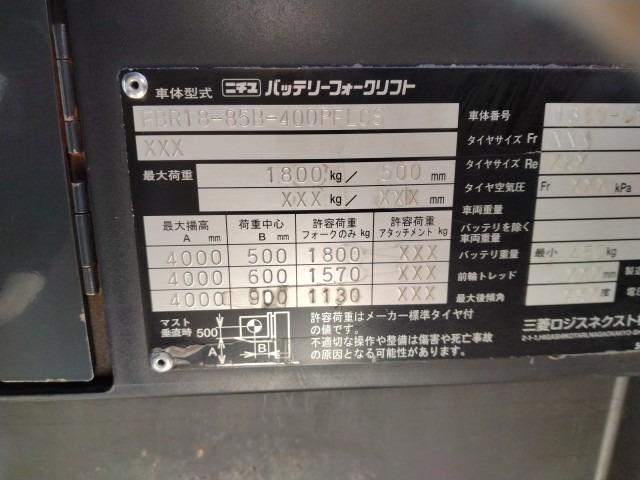 車体型式 ニチユ バッテリーフォークリフト
FBR18-85B-400PFLCS
XXX
最大荷重 1800 kg/ 500 mm
XXX kg/ XXX mm
最大揚高 A mm 荷重中心 B mm 許容荷重 フォークのみ kg 許容荷重 アタッチメント kg
4000 500 1800 XXX
4000 600 1570 XXX
4000 900 1130 XXX
マスト垂直時 500 A B
許容荷重はメーカー標準タイヤ付
の値です。
不適切な操作や整備は傷害や死亡事故
の原因となる可能性があります。
車体番号
タイヤサイズ Fr XXX
タイヤサイズ Re XXX
タイヤ空気圧 Fr XXX kPa
車両重量
バッテリを除く
車両重量
バッテリ重量 最小 kg
前輪トレッド mm
最大後傾角 度
三菱ロジスネクスト